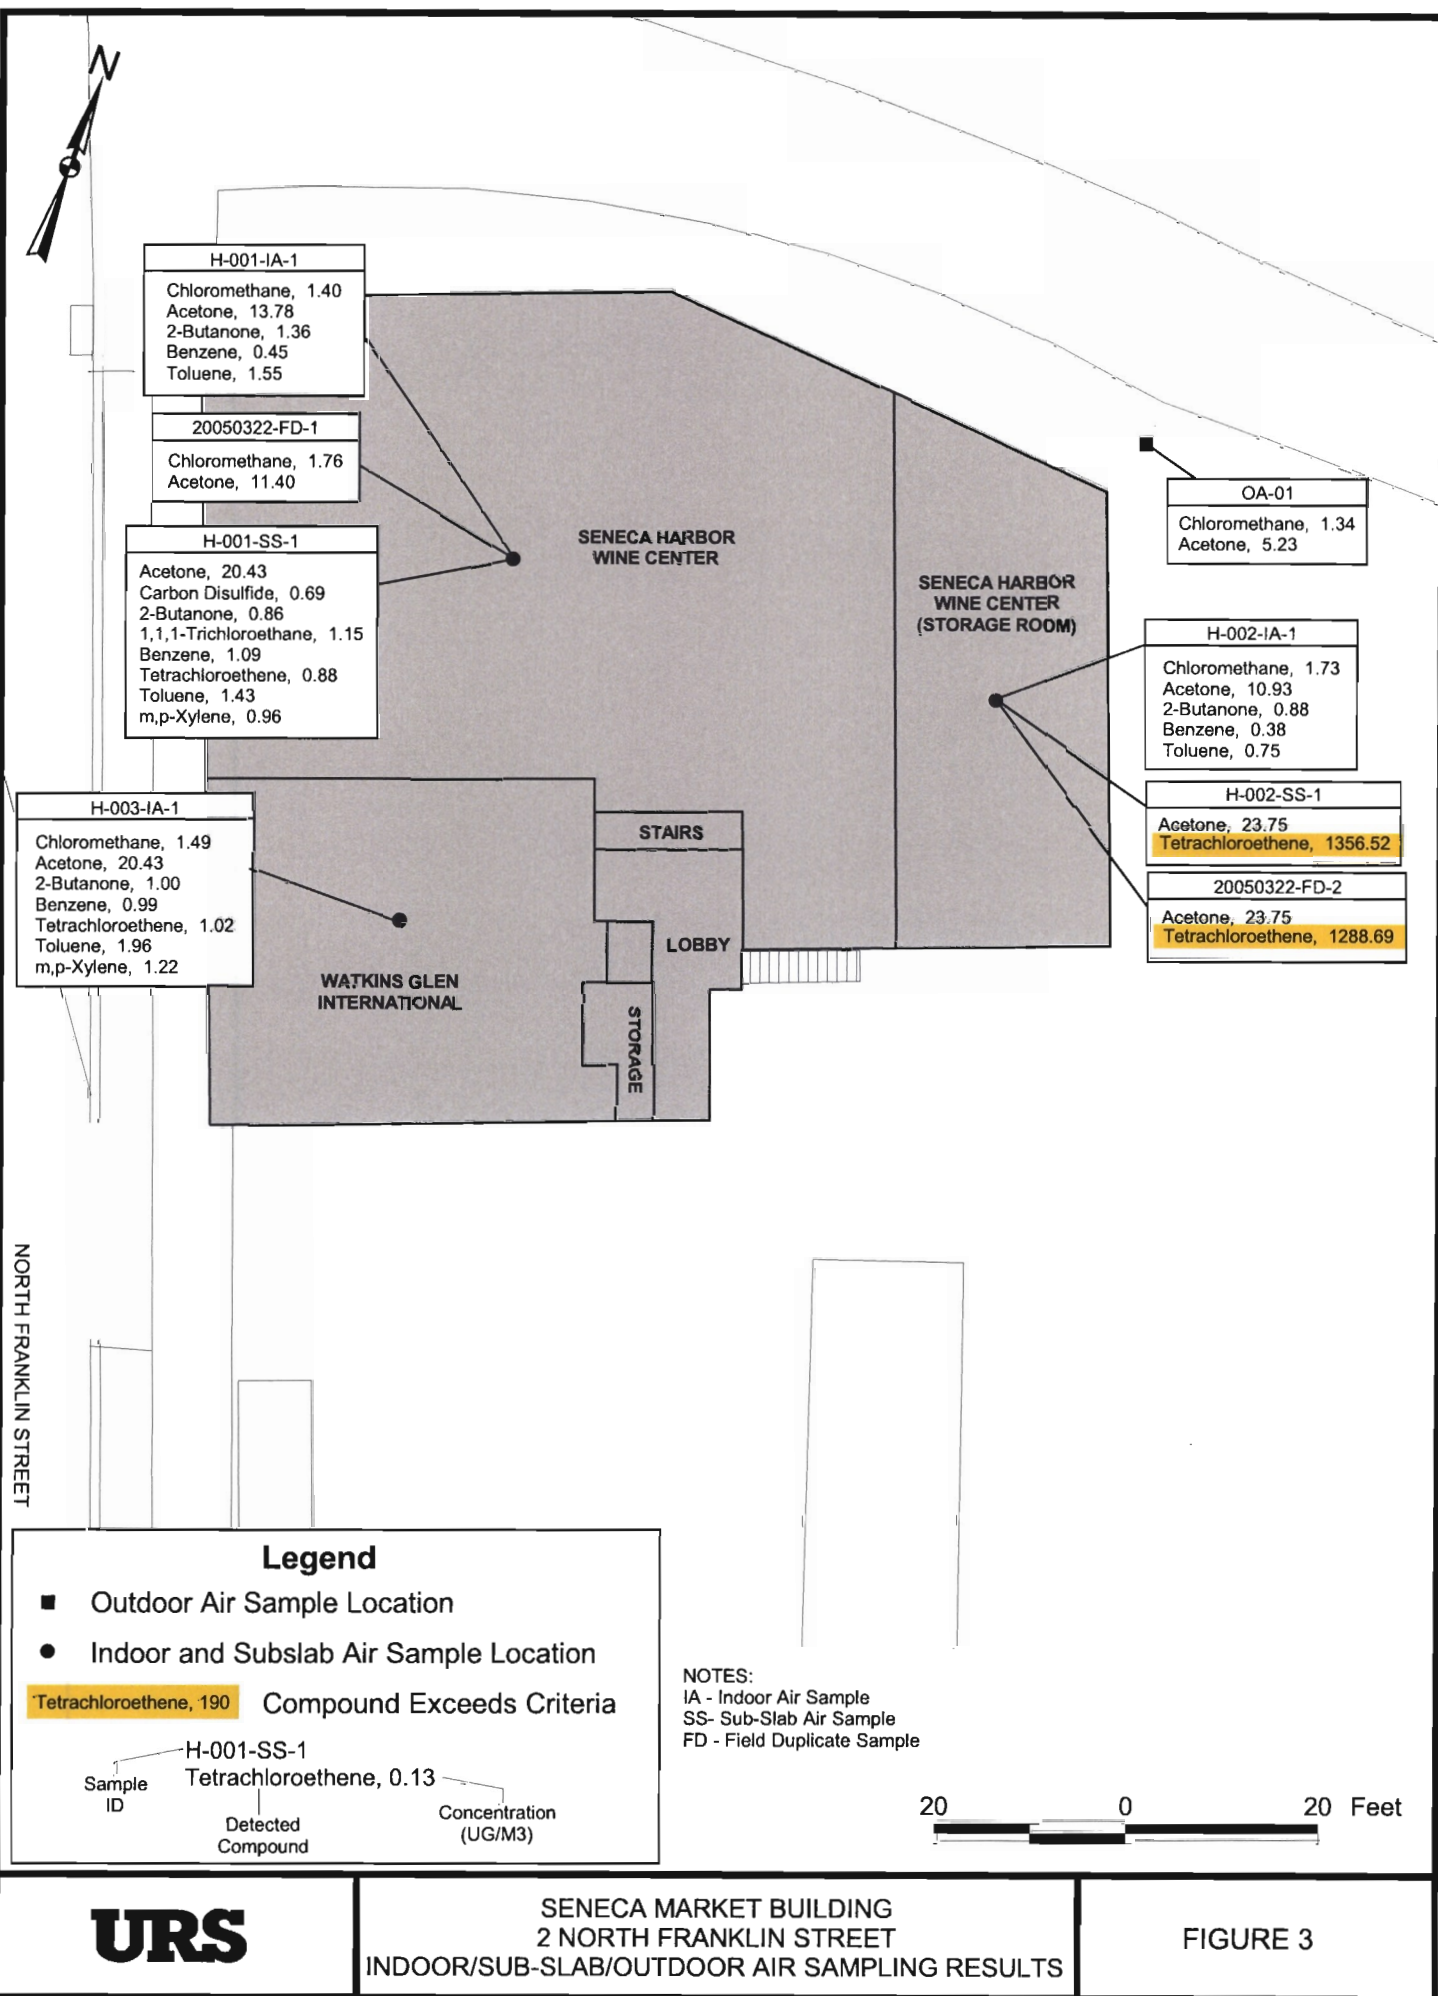 N
H-001-IA-1
Chloromethane, 1.40
Acetone, 13.78
2-Butanone, 1.36
Benzene, 0.45
Toluene, 1.55
20050322-FD-1
Chloromethane, 1.76
Acetone, 11.40
H-001-SS-1
Acetone, 20.43
Carbon Disulfide, 0.69
2-Butanone, 0.86
1,1,1-Trichloroethane, 1.15
Benzene, 1.09
Tetrachloroethene, 0.88
Toluene, 1.43
m,p-Xylene, 0.96
SENECA HARBOR
WINE CENTER
SENECA HARBOR
WINE CENTER
(STORAGE ROOM)
OA-01
Chloromethane, 1.34
Acetone, 5.23
H-002-IA-1
Chloromethane, 1.73
Acetone, 10.93
2-Butanone, 0.88
Benzene, 0.38
Toluene, 0.75
H-002-SS-1
Acetone, 23.75
Tetrachloroethene, 1356.52
20050322-FD-2
Acetone, 23.75
Tetrachloroethene, 1288.69
H-003-IA-1
Chloromethane, 1.49
Acetone, 20.43
2-Butanone, 1.00
Benzene, 0.99
Tetrachloroethene, 1.02
Toluene, 1.96
m,p-Xylene, 1.22
STAIRS
LOBBY
WATKINS GLEN
INTERNATIONAL
STORAGE
NORTH FRANKLIN STREET
Legend
Outdoor Air Sample Location
Indoor and Subslab Air Sample Location
Tetrachloroethene, 190 Compound Exceeds Criteria
H-001-SS-1
Tetrachloroethene, 0.13
Sample
ID
Detected
Compound
Concentration
(UG/M3)
NOTES:
IA - Indoor Air Sample
SS- Sub-Slab Air Sample
FD - Field Duplicate Sample
20 0 20 Feet
URS
SENECA MARKET BUILDING
2 NORTH FRANKLIN STREET
INDOOR/SUB-SLAB/OUTDOOR AIR SAMPLING RESULTS
FIGURE 3